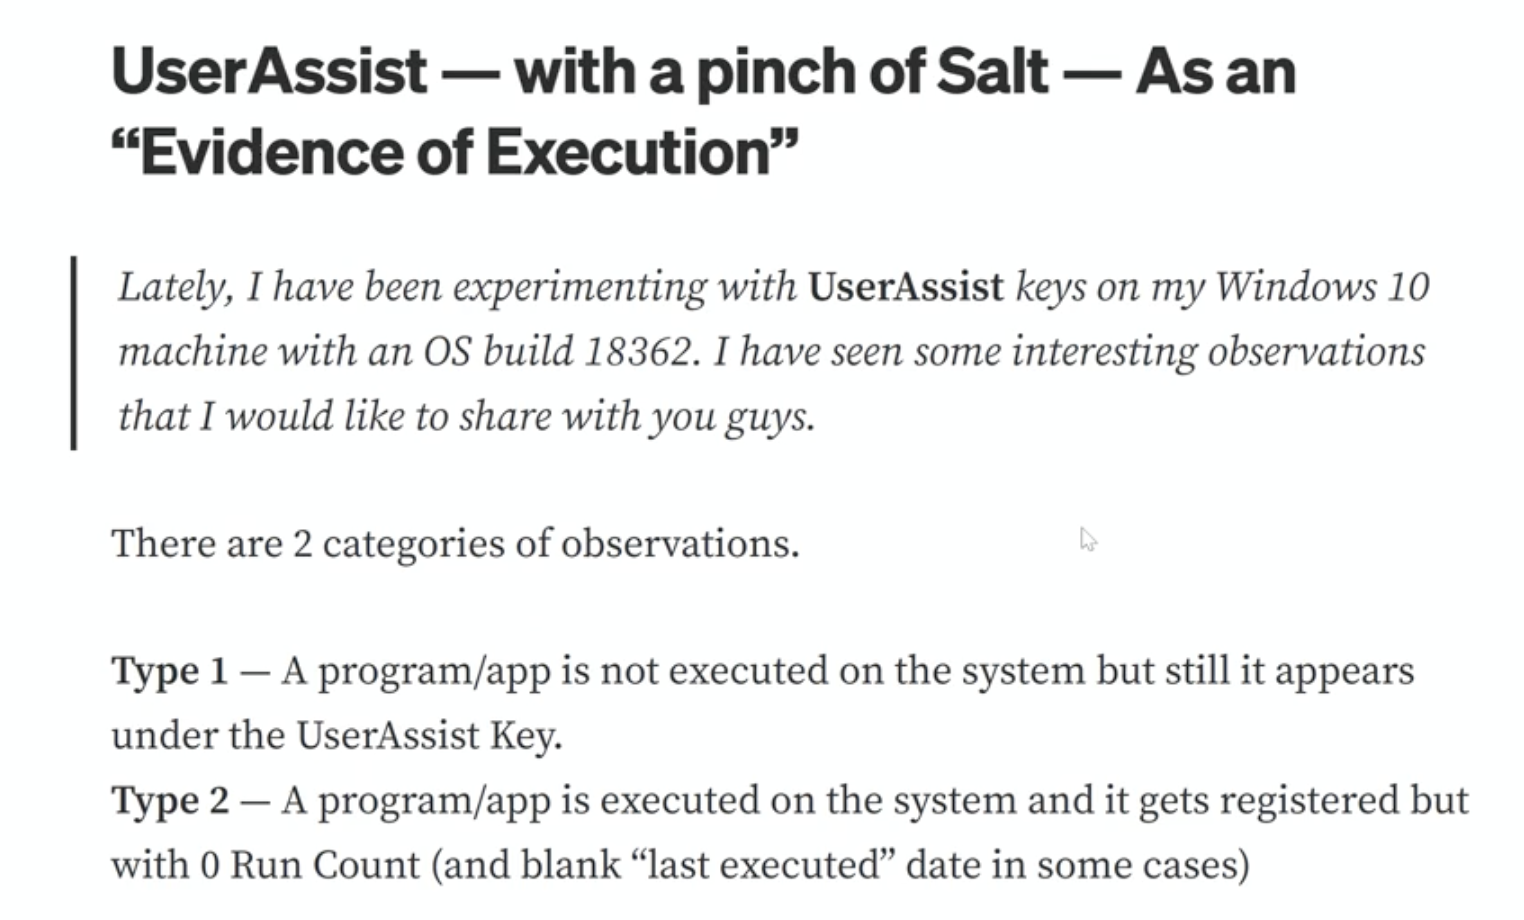 UserAssist — with a pinch of Salt — As an
“Evidence of Execution”
Lately, I have been experimenting with UserAssist keys on my Windows 10
machine with an OS build 18362. I have seen some interesting observations
that I would like to share with you guys.
There are 2 categories of observations.
Type 1 — A program/app is not executed on the system but still it appears
under the UserAssist Key.
Type 2 — A program/app is executed on the system and it gets registered but
with 0 Run Count (and blank “last executed” date in some cases)